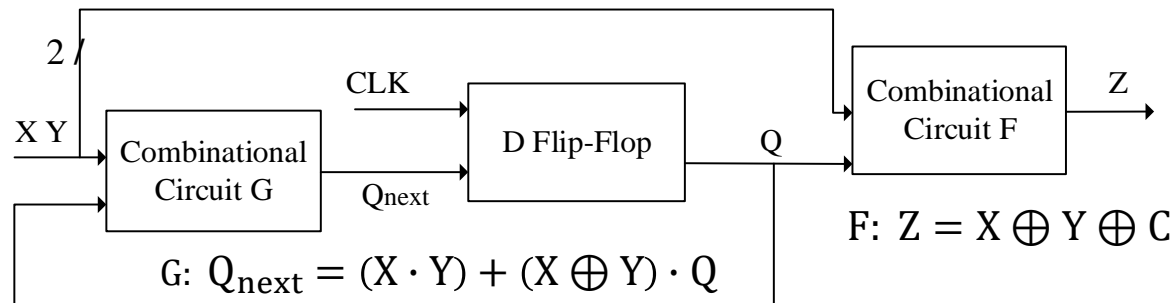 2 /
CLK
Z
X Y
Combinational
Circuit G
Qnext
D Flip-Flop
Q
Combinational
Circuit F
F: Z = X ⊕ Y ⊕ C
G: Qnext = (X · Y) + (X ⊕ Y) · Q